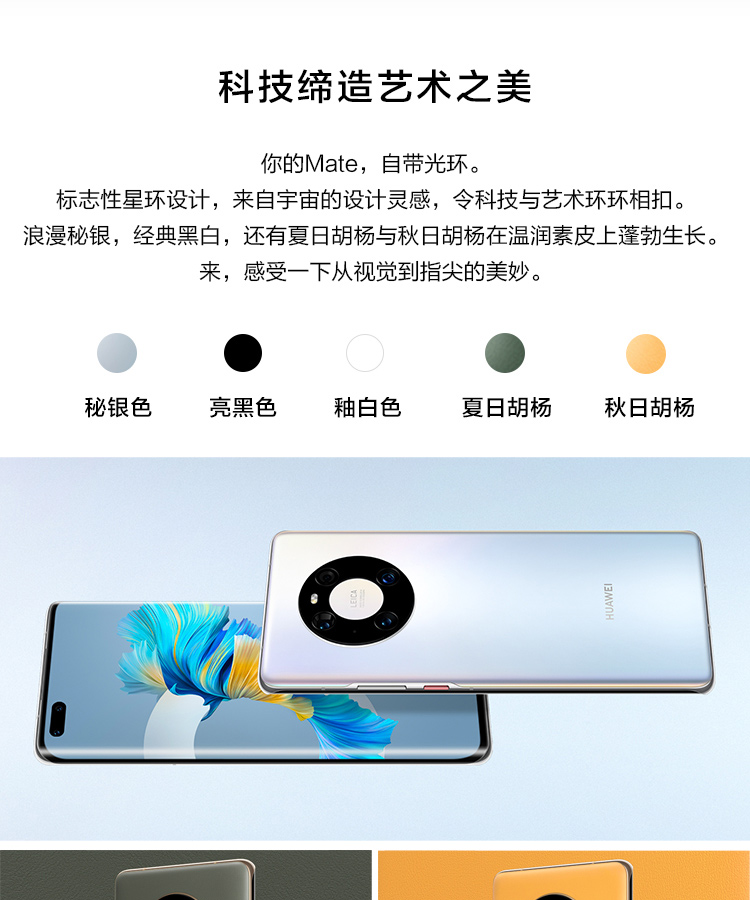 科技缔造艺术之美
你的Mate，自带光环。
标志性星环设计，来自宇宙的设计灵感，令科技与艺术环环相扣。
浪漫秘银，经典黑白，还有夏日胡杨与秋日胡杨在温润素皮上蓬勃生长。
来，感受一下从视觉到指尖的美妙。
秘银色 亮黑色 釉白色 夏日胡杨 秋日胡杨
LEICA
HUAWEI